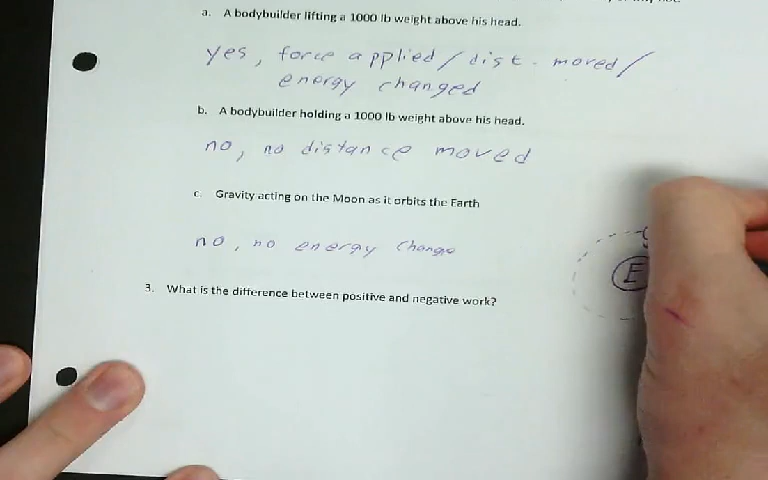 a. A bodybuilder lifting a 1000 lb weight above his head.
yes, force applied / dist. moved /
energy changed
b. A bodybuilder holding a 1000 lb weight above his head.
no, no distance moved
c. Gravity acting on the Moon as it orbits the Earth
no, no energy change
E
3. What is the difference between positive and negative work?